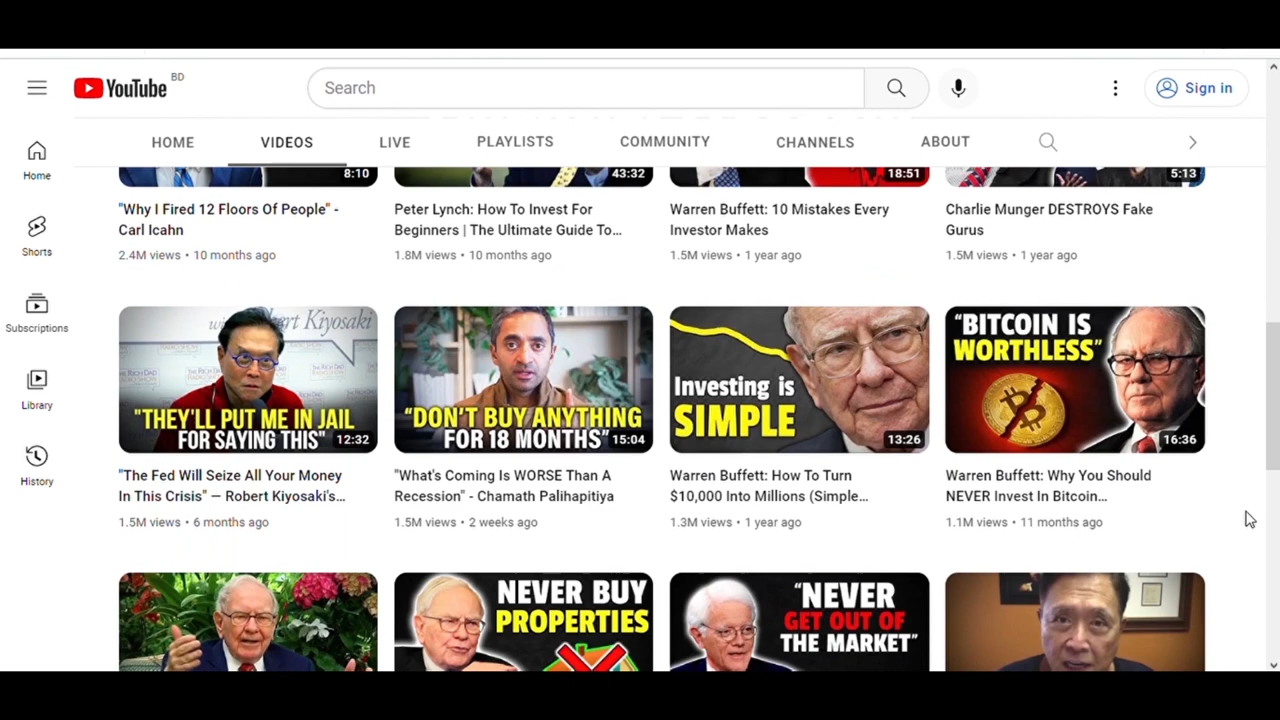 YouTube BD
Search
Sign in
HOME
VIDEOS
LIVE
PLAYLISTS
COMMUNITY
CHANNELS
ABOUT
Home
Shorts
Subscriptions
Library
History
8:10
43:32
18:51
5:13
"Why I Fired 12 Floors Of People" -
Carl Icahn
2.4M views • 10 months ago
Peter Lynch: How To Invest For
Beginners | The Ultimate Guide To...
1.8M views • 10 months ago
Warren Buffett: 10 Mistakes Every
Investor Makes
1.5M views • 1 year ago
Charlie Munger DESTROYS Fake
Gurus
1.5M views • 1 year ago
Kiyosaki
THE RICH DAD
"THEY'LL PUT ME IN JAIL
FOR SAYING THIS"
12:32
"DON'T BUY ANYTHING
FOR 18 MONTHS"
15:04
Investing is
SIMPLE
13:26
"BITCOIN IS
WORTHLESS"
16:36
"The Fed Will Seize All Your Money
In This Crisis" — Robert Kiyosaki's...
1.5M views • 6 months ago
"What's Coming Is WORSE Than A
Recession" - Chamath Palihapitiya
1.5M views • 2 weeks ago
Warren Buffett: How To Turn
$10,000 Into Millions (Simple...
1.3M views • 1 year ago
Warren Buffett: Why You Should
NEVER Invest In Bitcoin...
1.1M views • 11 months ago
NEVER BUY
PROPERTIES
"NEVER
GET OUT OF
THE MARKET"